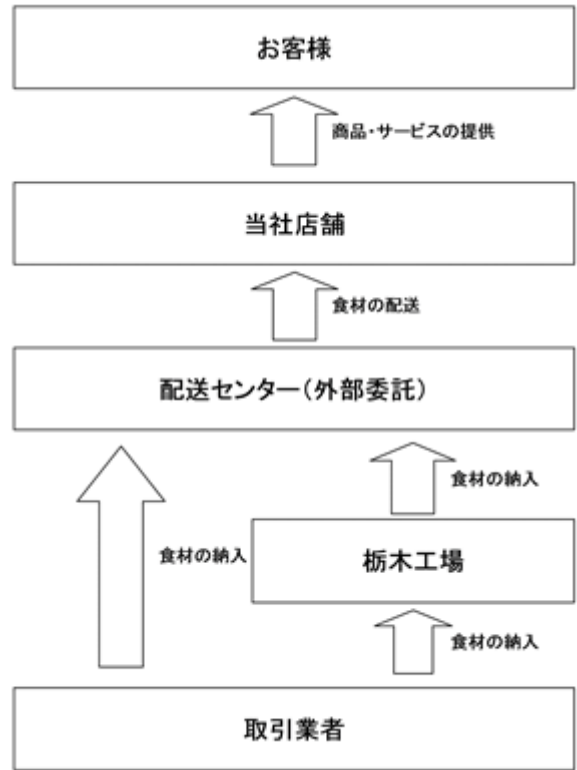 お客様
商品・サービスの提供
当社店舗
食材の配送
配送センター(外部委託)
食材の納入
食材の納入
栃木工場
食材の納入
取引業者